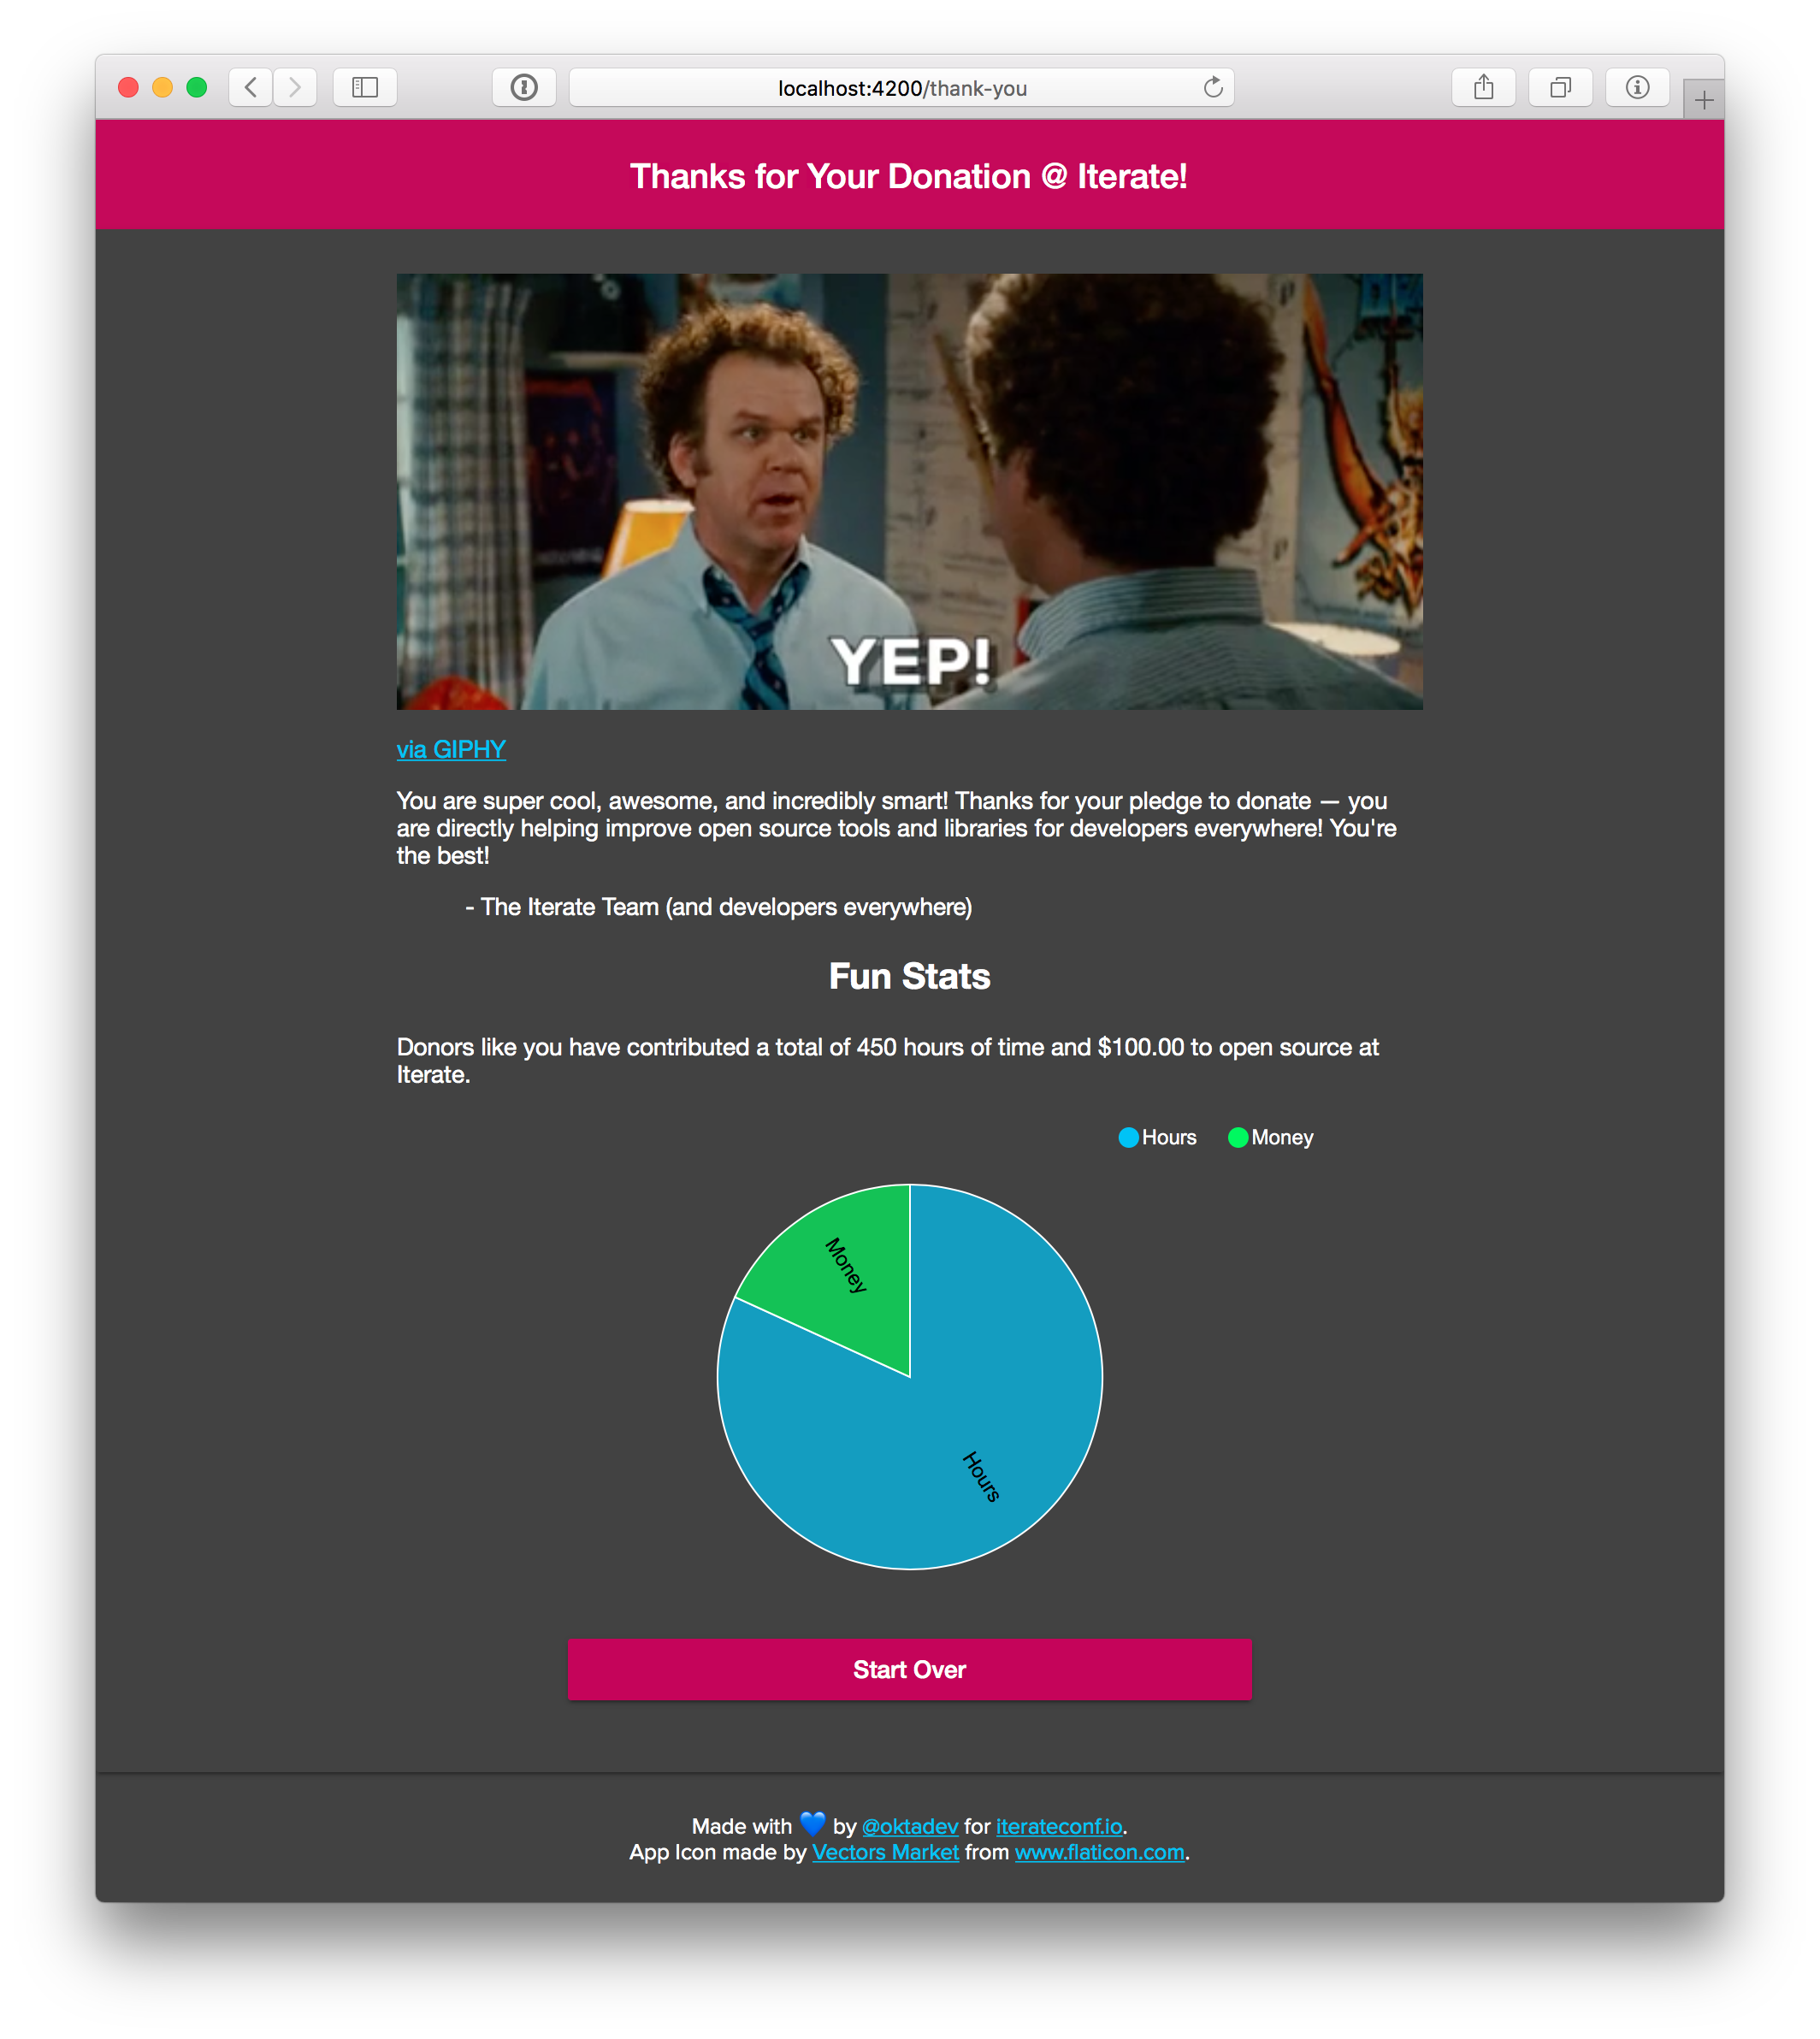 localhost:4200/thank-you
Thanks for Your Donation @ Iterate!
YEP!
via GIPHY
You are super cool, awesome, and incredibly smart! Thanks for your pledge to donate — you
are directly helping improve open source tools and libraries for developers everywhere! You're
the best!
- The Iterate Team (and developers everywhere)
Fun Stats
Donors like you have contributed a total of 450 hours of time and $100.00 to open source at
Iterate.
Hours
Money
Money
Hours
Start Over
Made with 💙 by @oktadev for iterateconf.io.
App Icon made by Vectors Market from www.flaticon.com.